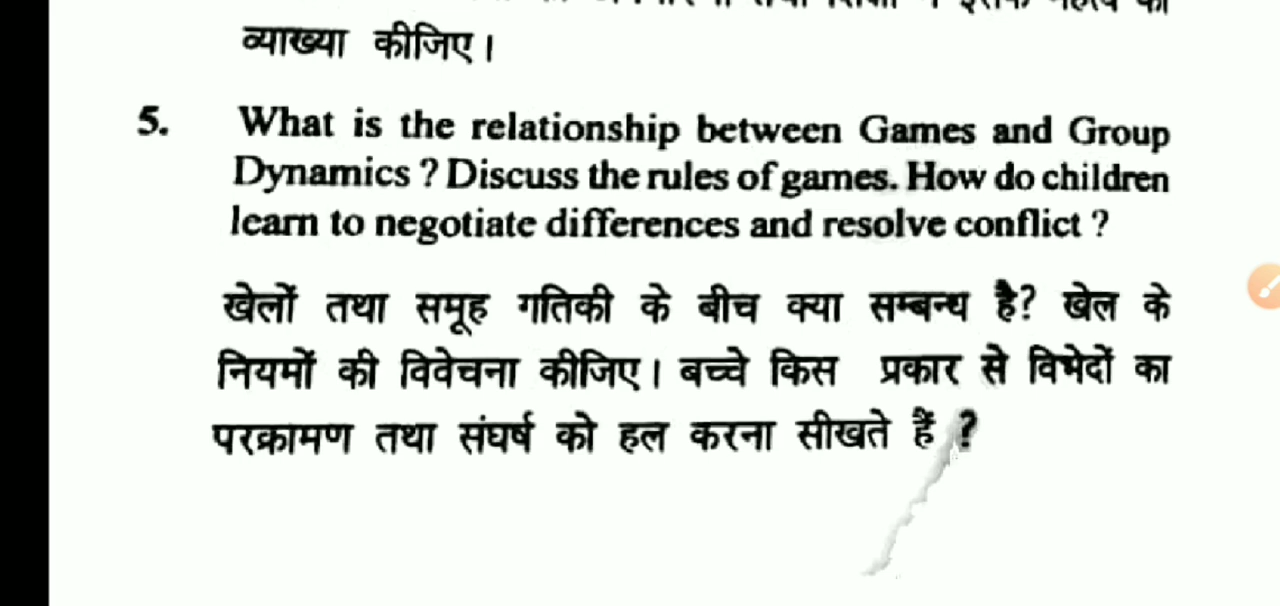 व्याख्या कीजिए।
5. What is the relationship between Games and Group
Dynamics ? Discuss the rules of games. How do children
learn to negotiate differences and resolve conflict ?
खेलों तथा समूह गतिकी के बीच क्या सम्बन्ध है? खेल के
नियमों की विवेचना कीजिए। बच्चे किस प्रकार से विभेदों का
परक्रामण तथा संघर्ष को हल करना सीखते हैं ?